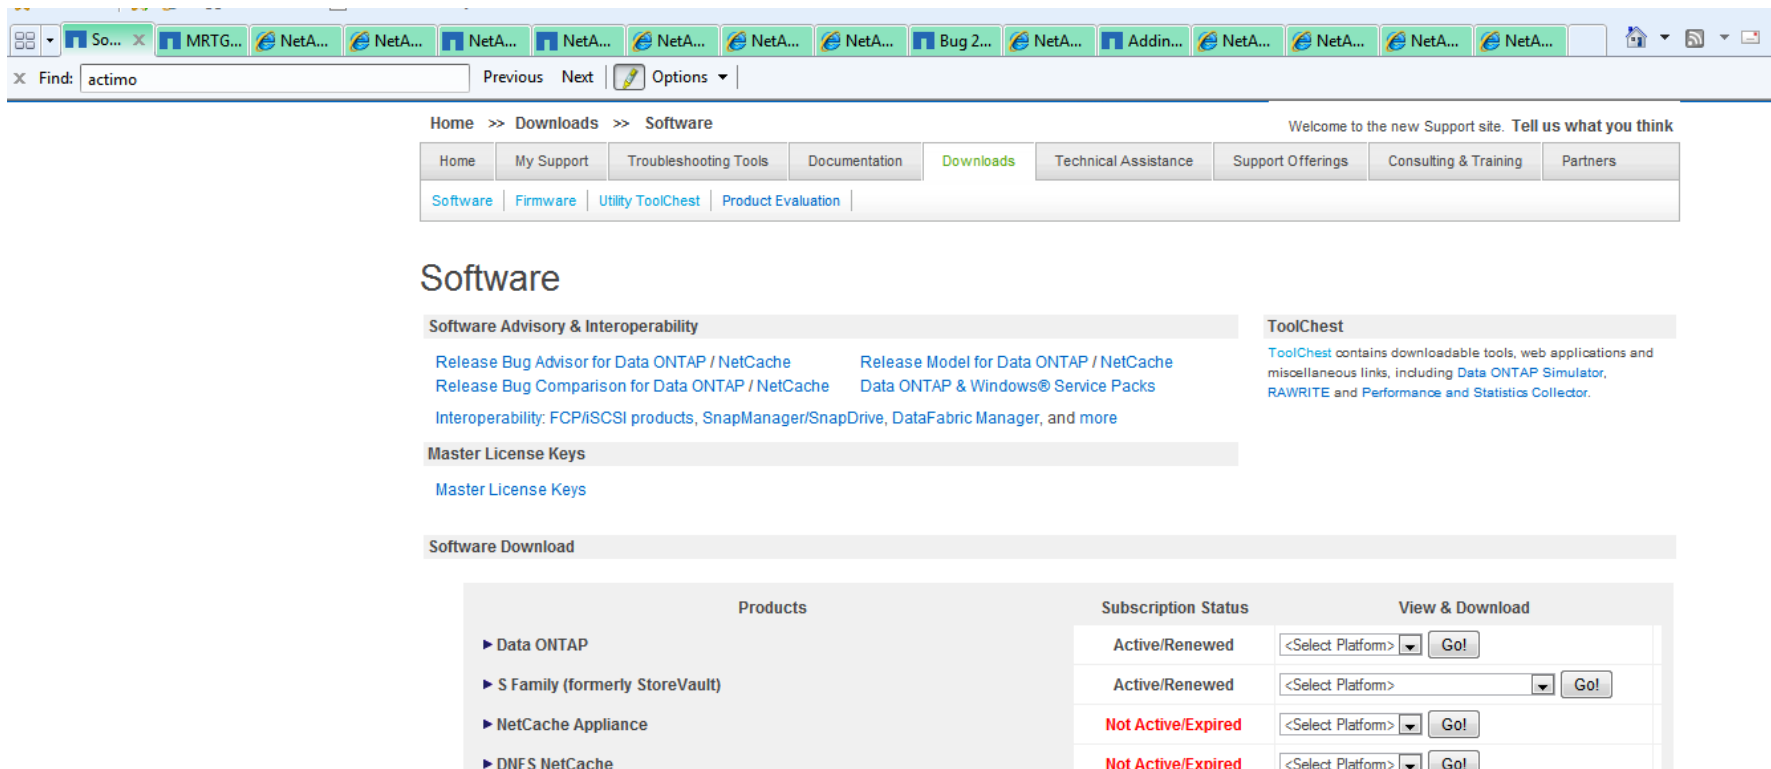 So... X MRTG... NetA... NetA... NetA... NetA... NetA... NetA... NetA... Bug 2... NetA... Addin... NetA... NetA... NetA... NetA...
x Find: actimo Previous Next Options
Home >> Downloads >> Software
Welcome to the new Support site. Tell us what you think
Home My Support Troubleshooting Tools Documentation Downloads Technical Assistance Support Offerings Consulting & Training Partners
Software Firmware Utility ToolChest Product Evaluation
Software
Software Advisory & Interoperability
Release Bug Advisor for Data ONTAP / NetCache Release Model for Data ONTAP / NetCache
Release Bug Comparison for Data ONTAP / NetCache Data ONTAP & Windows® Service Packs
Interoperability: FCP/iSCSI products, SnapManager/SnapDrive, DataFabric Manager, and more
ToolChest
ToolChest contains downloadable tools, web applications and
miscellaneous links, including Data ONTAP Simulator,
RAWRITE and Performance and Statistics Collector.
Master License Keys
Master License Keys
Software Download
Products Subscription Status View & Download
Data ONTAP Active/Renewed <Select Platform> Go!
S Family (formerly StoreVault) Active/Renewed <Select Platform> Go!
NetCache Appliance Not Active/Expired <Select Platform> Go!
DNFS NetCache Not Active/Expired <Select Platform> Go!